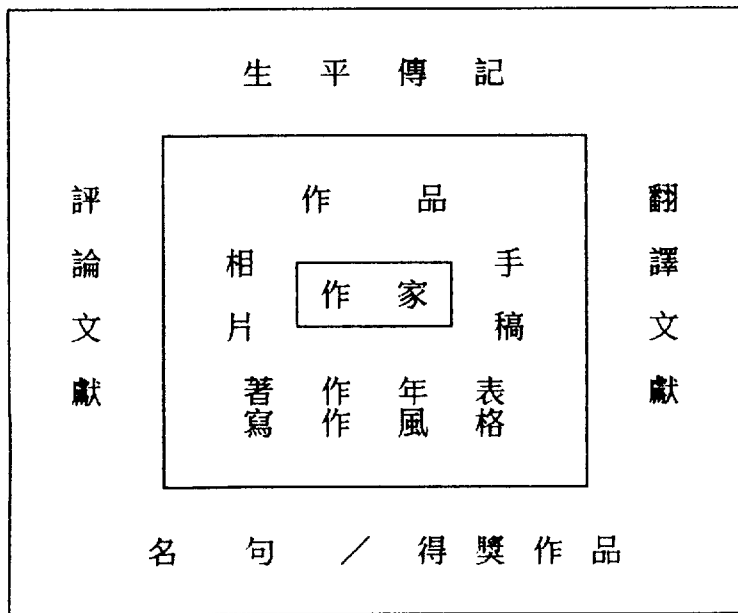 生平傳記
評論文獻
作品
相片
作家
手稿
著作年表
寫作風格
翻譯文獻
名句／得獎作品